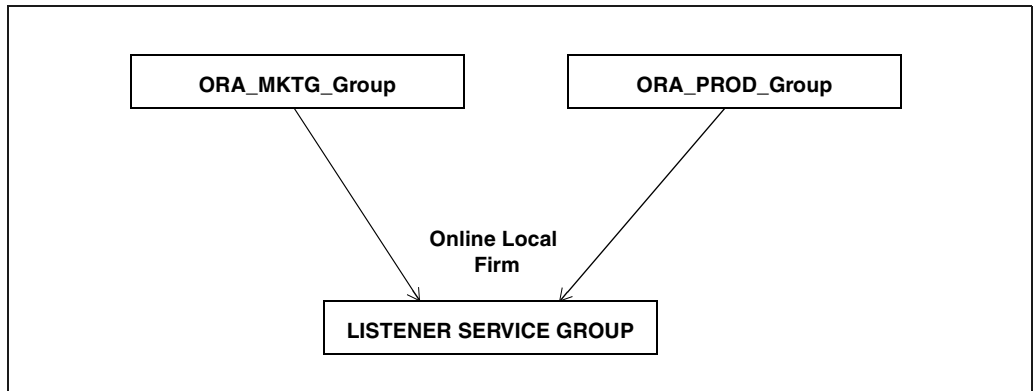 ORA_MKTG_Group
ORA_PROD_Group
Online Local
Firm
LISTENER SERVICE GROUP